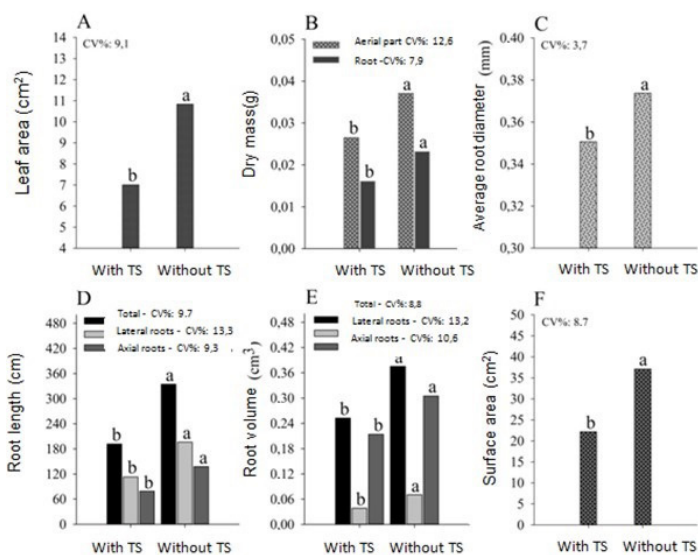 A
CV%: 9,1
Leaf area (cm²)
14
13
12
11
10
9
8
7
6
5
4
b
a
With TS
Without TS
B
Aerial part CV%: 12,6
Root -CV%: 7,9
Dry mass(g)
0,05
0,04
0,03
0,02
0,01
0,00
b
b
a
a
With TS
Without TS
C
CV%: 3,7
Average root diameter (mm)
0,40
0,38
0,36
0,34
0,32
0,30
b
a
With TS
Without TS
D
Total - CV%: 9.7
Lateral roots - CV%: 13,3
Axial roots - CV%: 9,3
Root length (cm)
360
300
240
180
120
60
0
b
b
b
a
a
a
With TS
Without TS
E
Total - CV%: 8,8
Lateral roots - CV%: 13,2
Axial roots - CV%: 10,6
Root volume (cm³)
0,48
0,42
0,36
0,30
0,24
0,18
0,12
0,06
0,00
b
b
b
a
a
a
With TS
Without TS
F
CV%: 8.7
Surface area (cm²)
50
45
40
35
30
25
20
15
10
5
0
b
a
With TS
Without TS